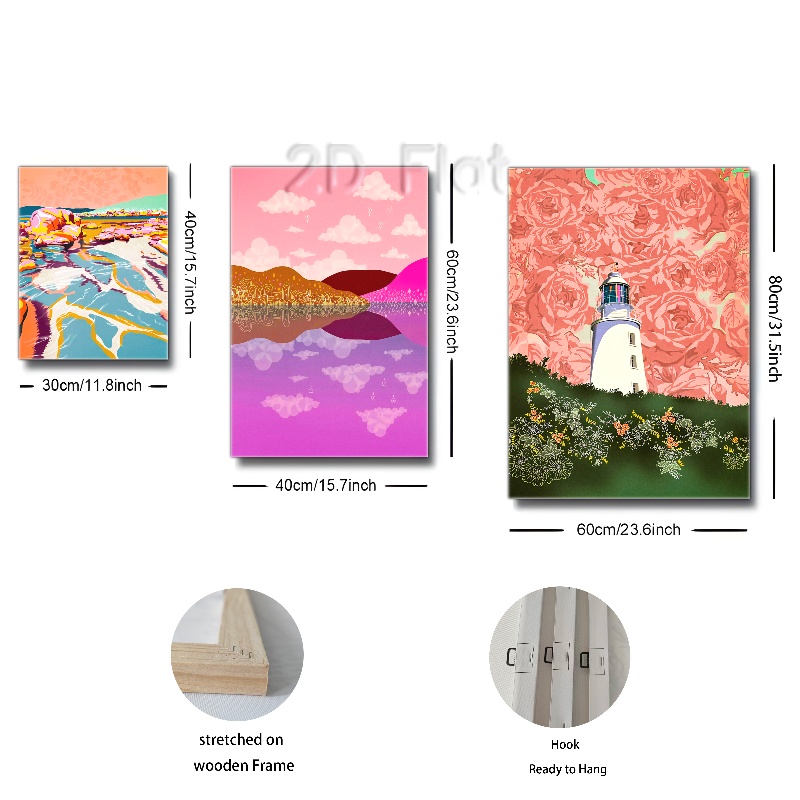 2D Flat
40cm/15.7inch
30cm/11.8inch
60cm/23.6inch
40cm/15.7inch
80cm/31.5inch
60cm/23.6inch
stretched on
wooden Frame
Hook
Ready to Hang